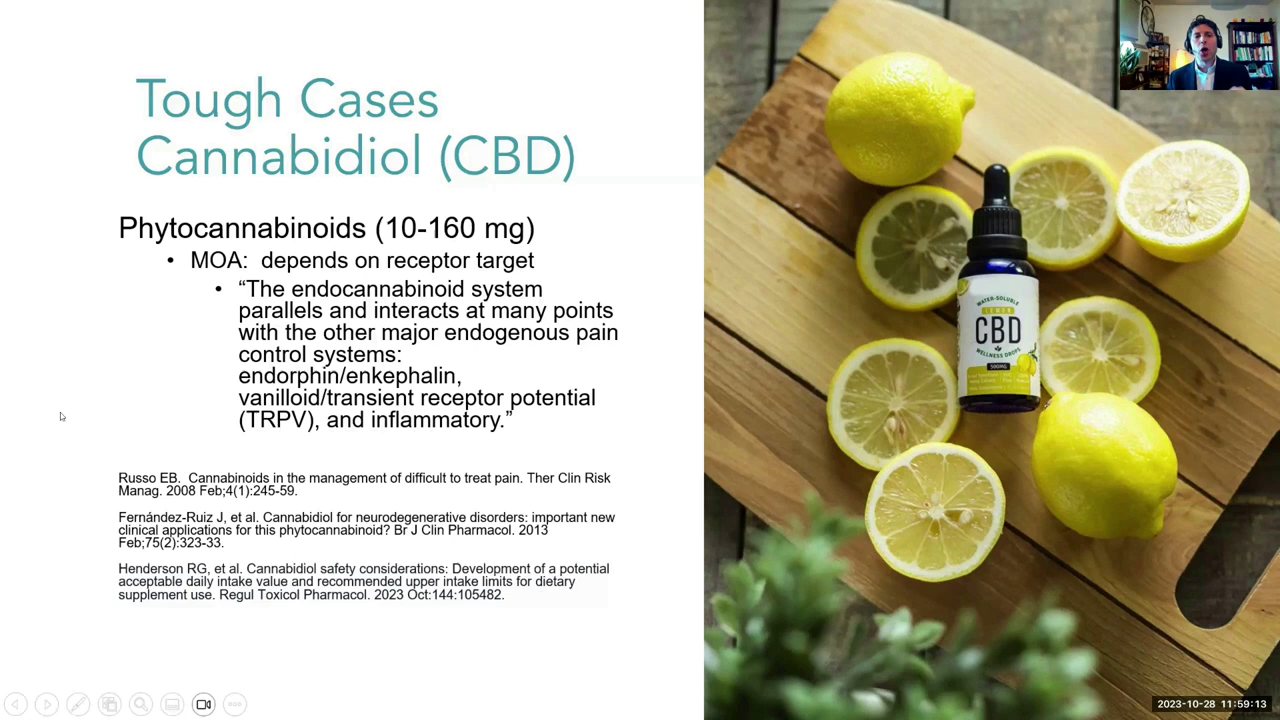 Tough Cases
Cannabidiol (CBD)
Phytocannabinoids (10-160 mg)
• MOA: depends on receptor target
• “The endocannabinoid system
parallels and interacts at many points
with the other major endogenous pain
control systems:
endorphin/enkephalin,
vanilloid/transient receptor potential
(TRPV), and inflammatory.”
Russo EB. Cannabinoids in the management of difficult to treat pain. Ther Clin Risk
Manag. 2008 Feb;4(1):245-59.
Fernández-Ruiz J, et al. Cannabidiol for neurodegenerative disorders: important new
clinical applications for this phytocannabinoid? Br J Clin Pharmacol. 2013
Feb;75(2):323-33.
Henderson RG, et al. Cannabidiol safety considerations: Development of a potential
acceptable daily intake value and recommended upper intake limits for dietary
supplement use. Regul Toxicol Pharmacol. 2023 Oct:144:105482.
WATER-SOLUBLE
LEMON
CBD
WELLNESS DROPS
500MG
2023-10-28 11:59:13